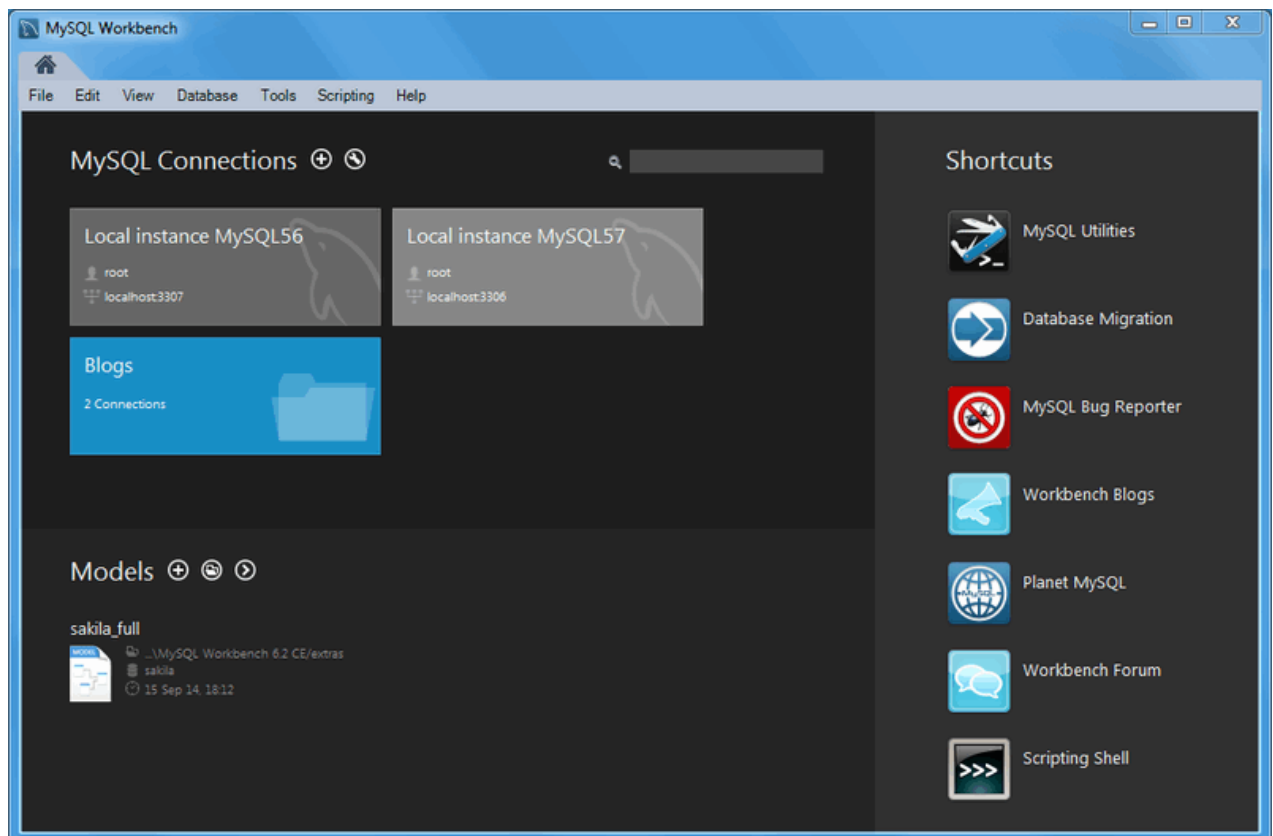 MySQL Workbench
File Edit View Database Tools Scripting Help
MySQL Connections
Local instance MySQL56
root
localhost:3307
Local instance MySQL57
root
localhost:3306
Blogs
2 Connections
Models
sakila_full
MODEL
...\MySQL Workbench 6.2 CE/extras
sakila
15 Sep 14, 18:12
Shortcuts
MySQL Utilities
Database Migration
MySQL Bug Reporter
Workbench Blogs
MySQL
Planet MySQL
Workbench Forum
>>>
Scripting Shell